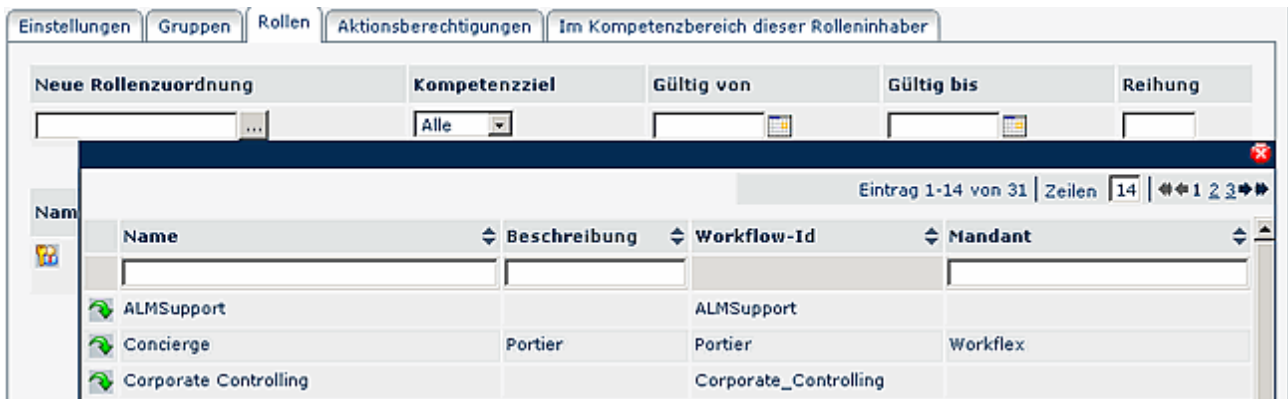 Einstellungen Gruppen Rollen Aktionsberechtigungen Im Kompetenzbereich dieser Rolleninhaber
Neue Rollenzuordnung Kompetenzziel Gültig von Gültig bis Reihung
... Alle
Eintrag 1-14 von 31 Zeilen 14 1 2 3
Nam
Name Beschreibung Workflow-Id Mandant
ALMSupport ALMSupport
Concierge Portier Portier Workflex
Corporate Controlling Corporate_Controlling